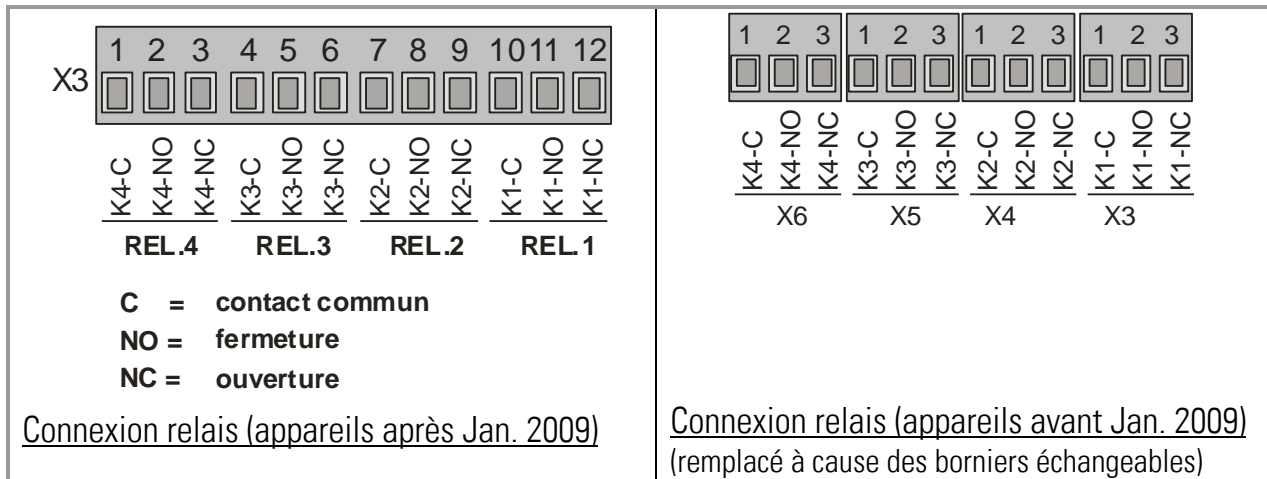 1 2 3 4 5 6 7 8 9 10 11 12
X3
K4-C K4-NO K4-NC K3-C K3-NO K3-NC K2-C K2-NO K2-NC K1-C K1-NO K1-NC
REL.4 REL.3 REL.2 REL.1
C = contact commun
NO = fermeture
NC = ouverture
Connexion relais (appareils après Jan. 2009)
1 2 3 1 2 3 1 2 3 1 2 3
K4-C K4-NO K4-NC K3-C K3-NO K3-NC K2-C K2-NO K2-NC K1-C K1-NO K1-NC
X6 X5 X4 X3
Connexion relais (appareils avant Jan. 2009)
(remplacé à cause des borniers échangeables)